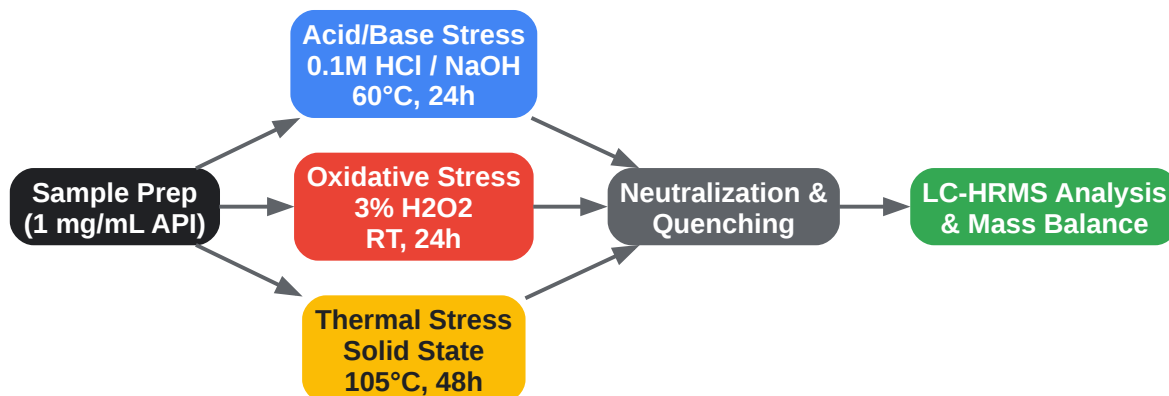 Acid/Base Stress
0.1M HCl / NaOH
60°C, 24h
Sample Prep
(1 mg/mL API)
Oxidative Stress
3% H2O2
RT, 24h
Neutralization &
Quenching
LC-HRMS Analysis
& Mass Balance
Thermal Stress
Solid State
105°C, 48h